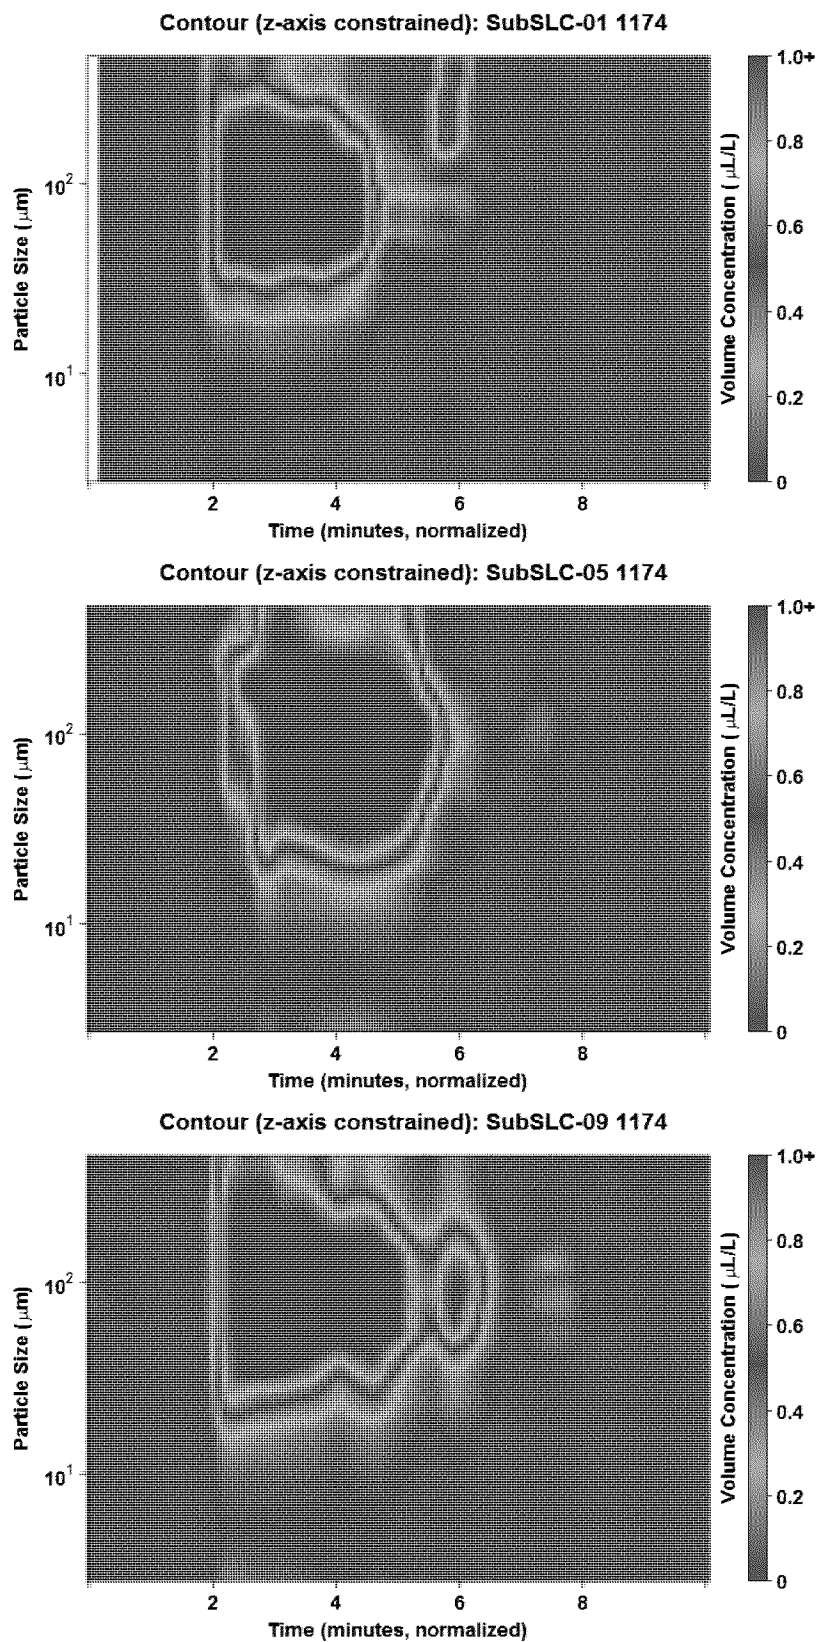 Contour (z-axis constrained): SubSLC-01 1174
Particle Size (μm)
10²
10¹
2 4 6 8
Time (minutes, normalized)
Volume Concentration ( μL/L)
1.0+
0.8
0.6
0.4
0.2
0
Contour (z-axis constrained): SubSLC-05 1174
Particle Size (μm)
10²
10¹
2 4 6 8
Time (minutes, normalized)
Volume Concentration ( μL/L)
1.0+
0.8
0.6
0.4
0.2
0
Contour (z-axis constrained): SubSLC-09 1174
Particle Size (μm)
10²
10¹
2 4 6 8
Time (minutes, normalized)
Volume Concentration ( μL/L)
1.0+
0.8
0.6
0.4
0.2
0